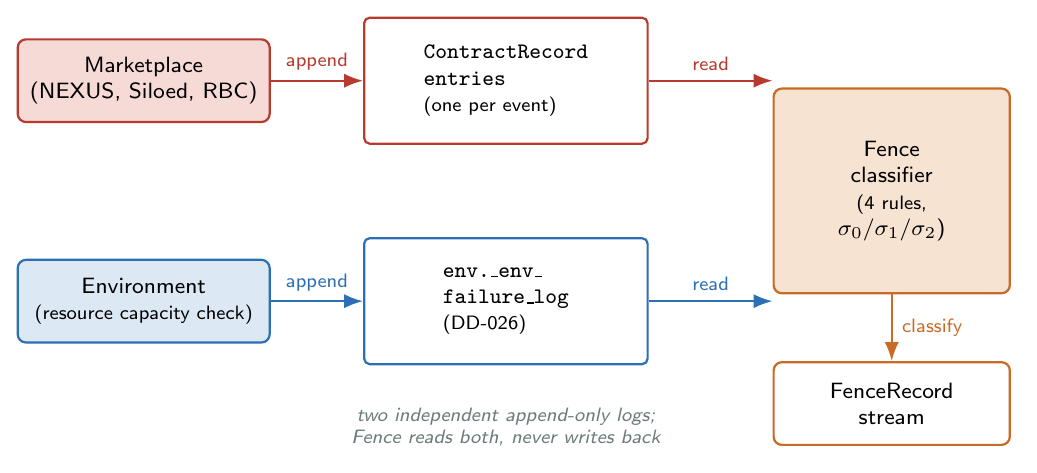 Marketplace
(NEXUS, Siloed, RBC)
append
ContractRecord
entries
(one per event)
read
Fence
classifier
(4 rules,
σ₀/σ₁/σ₂)
Environment
(resource capacity check)
append
env._env_
failure_log
(DD-026)
read
classify
FenceRecord
stream
two independent append-only logs;
Fence reads both, never writes back